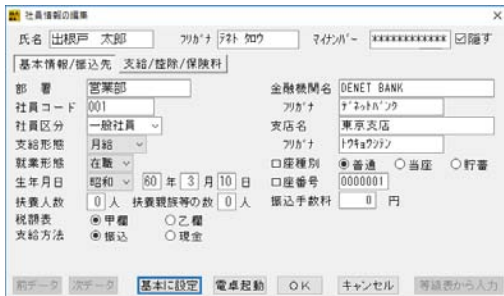 社員情報の編集
氏名 出根戸 太郎 フリガナ デネト タロウ マイナンバー ************ 隠す
基本情報/振込先 支給/控除/保険料
部 署 営業部 金融機関名 DENET BANK
社員コード 001 フリガナ デネットバンク
社員区分 一般社員 支店名 東京支店
支給形態 月給 フリガナ トウキョウシテン
就業形態 在職 口座種別 普通 当座 貯蓄
生年月日 昭和 60 年 3 月 10 日 口座番号 0000001
扶養人数 0 人 扶養親族等の数 0 人 振込手数料 0 円
税額表 甲欄 乙欄
支給方法 振込 現金
前データ 次データ 基本に設定 電卓起動 OK キャンセル 等級表から入力